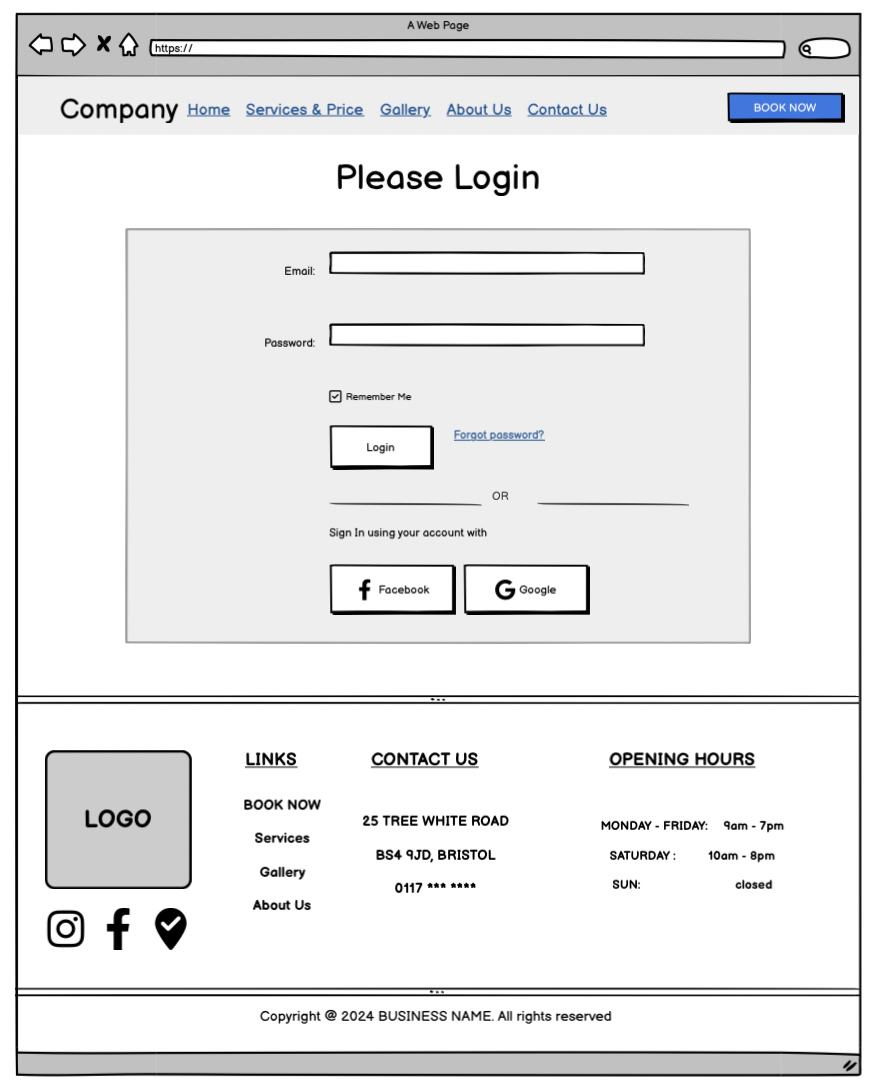 A Web Page
https://
Company Home Services & Price Gallery About Us Contact Us BOOK NOW
Please Login
Email:
Password:
Remember Me
Login
Forgot password?
OR
Sign In using your account with
Facebook
Google
LOGO
LINKS
BOOK NOW
Services
Gallery
About Us
CONTACT US
25 TREE WHITE ROAD
BS4 9JD, BRISTOL
0117 *** ****
OPENING HOURS
MONDAY - FRIDAY: 9am - 7pm
SATURDAY : 10am - 8pm
SUN: closed
Copyright @ 2024 BUSINESS NAME. All rights reserved